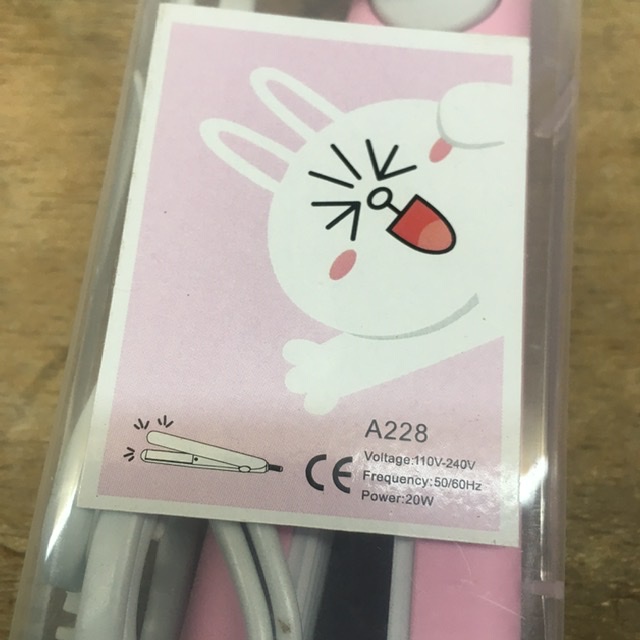 A228
Voltage:110V-240V
CE
Frequency:50/60Hz
Power:20W